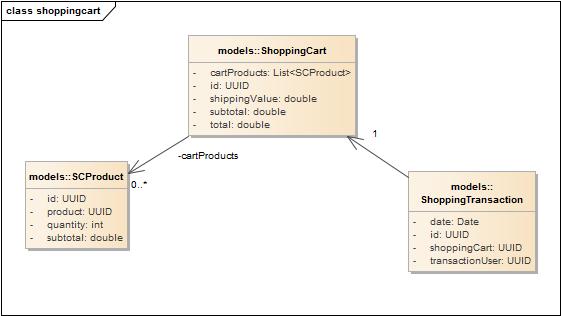 class shoppingcart
models::ShoppingCart
- cartProducts: List<SCProduct>
- id: UUID
- shippingValue: double
- subtotal: double
- total: double
1
-cartProducts
0..*
models::SCProduct
- id: UUID
- product: UUID
- quantity: int
- subtotal: double
models::
ShoppingTransaction
- date: Date
- id: UUID
- shoppingCart: UUID
- transactionUser: UUID